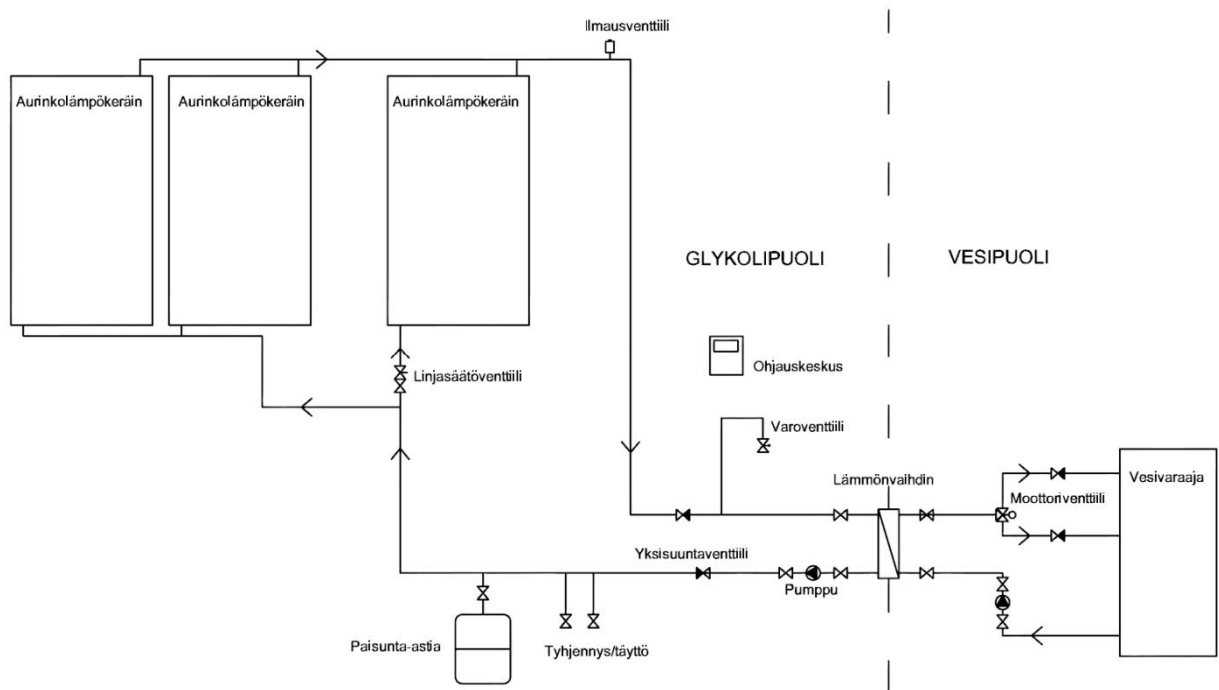 Ilmausventtiili
Aurinkolämpökeräin
Aurinkolämpökeräin
Aurinkolämpökeräin
GLYKOLIPUOLI
VESIPUOLI
Ohjauskeskus
Linjasäätöventtiili
Varoventtiili
Lämmönvaihdin
Vesivaraaja
Moottoriventtiili
Yksisuuntaventtiili
Pumppu
Paisunta-astia
Tyhjennys/täyttö